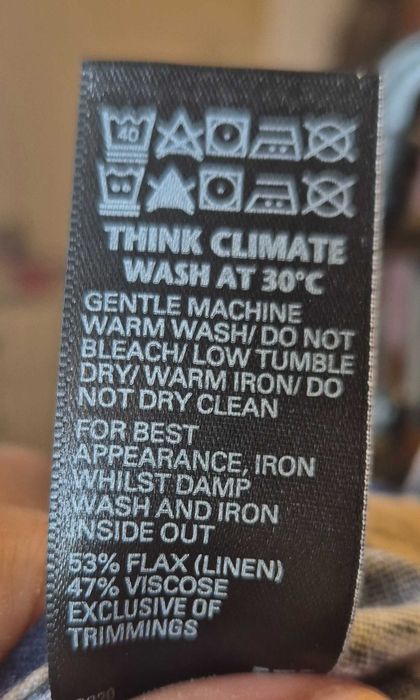 40
THINK CLIMATE
WASH AT 30°C
GENTLE MACHINE
WARM WASH/ DO NOT
BLEACH/ LOW TUMBLE
DRY/ WARM IRON/ DO
NOT DRY CLEAN
FOR BEST
APPEARANCE, IRON
WHILST DAMP
WASH AND IRON
INSIDE OUT
53% FLAX (LINEN)
47% VISCOSE
EXCLUSIVE OF
TRIMMINGS